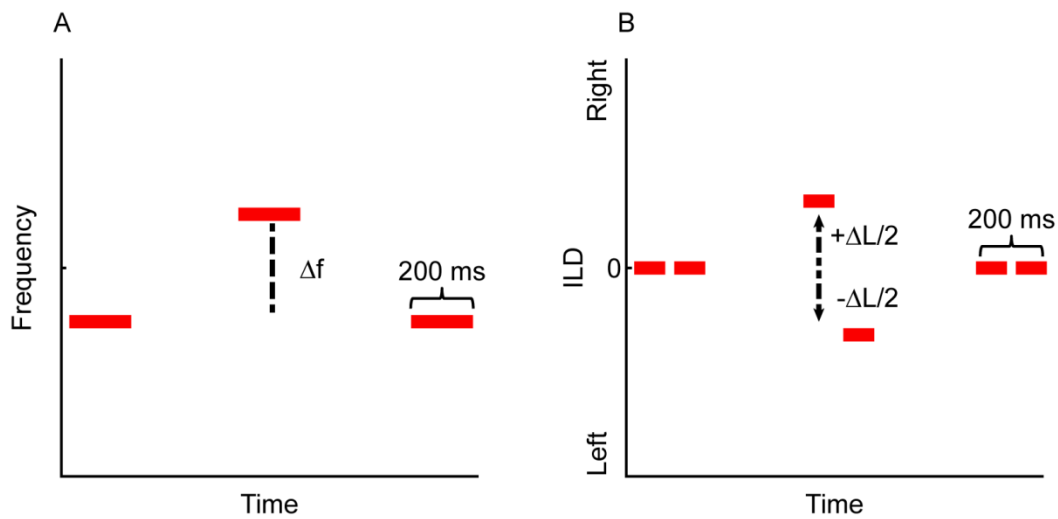 A
Frequency
Δf
200 ms
Time
B
Right
ILD
0
Left
+ΔL/2
-ΔL/2
200 ms
Time